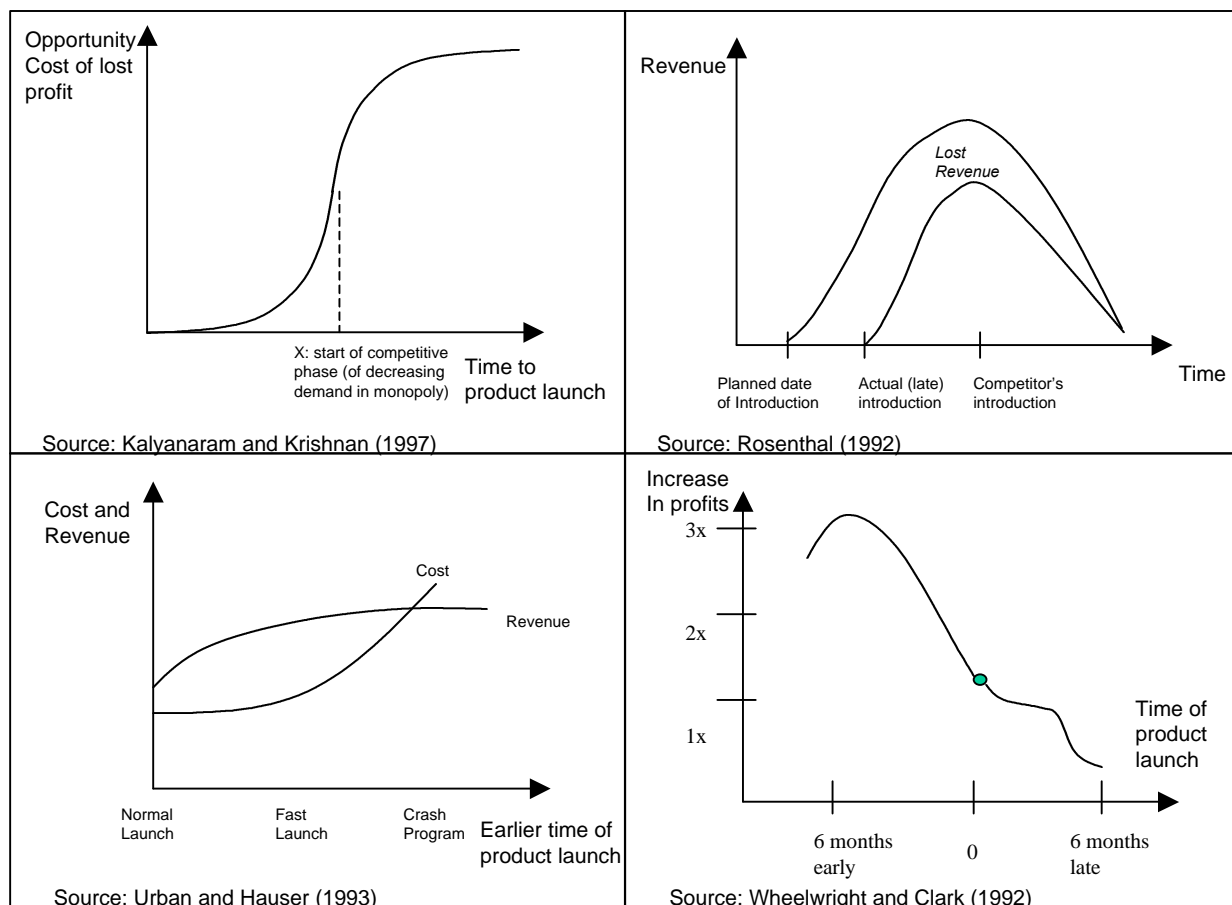 Opportunity
Cost of lost
profit
X: start of competitive
phase (of decreasing
demand in monopoly)
Time to
product launch
Source: Kalyanaram and Krishnan (1997)
Revenue
Lost
Revenue
Planned date
of Introduction
Actual (late)
introduction
Competitor's
introduction
Time
Source: Rosenthal (1992)
Cost and
Revenue
Cost
Revenue
Normal
Launch
Fast
Launch
Crash
Program
Earlier time of
product launch
Source: Urban and Hauser (1993)
Increase
In profits
3x
2x
1x
Time of
product
launch
6 months
early
0
6 months
late
Source: Wheelwright and Clark (1992)